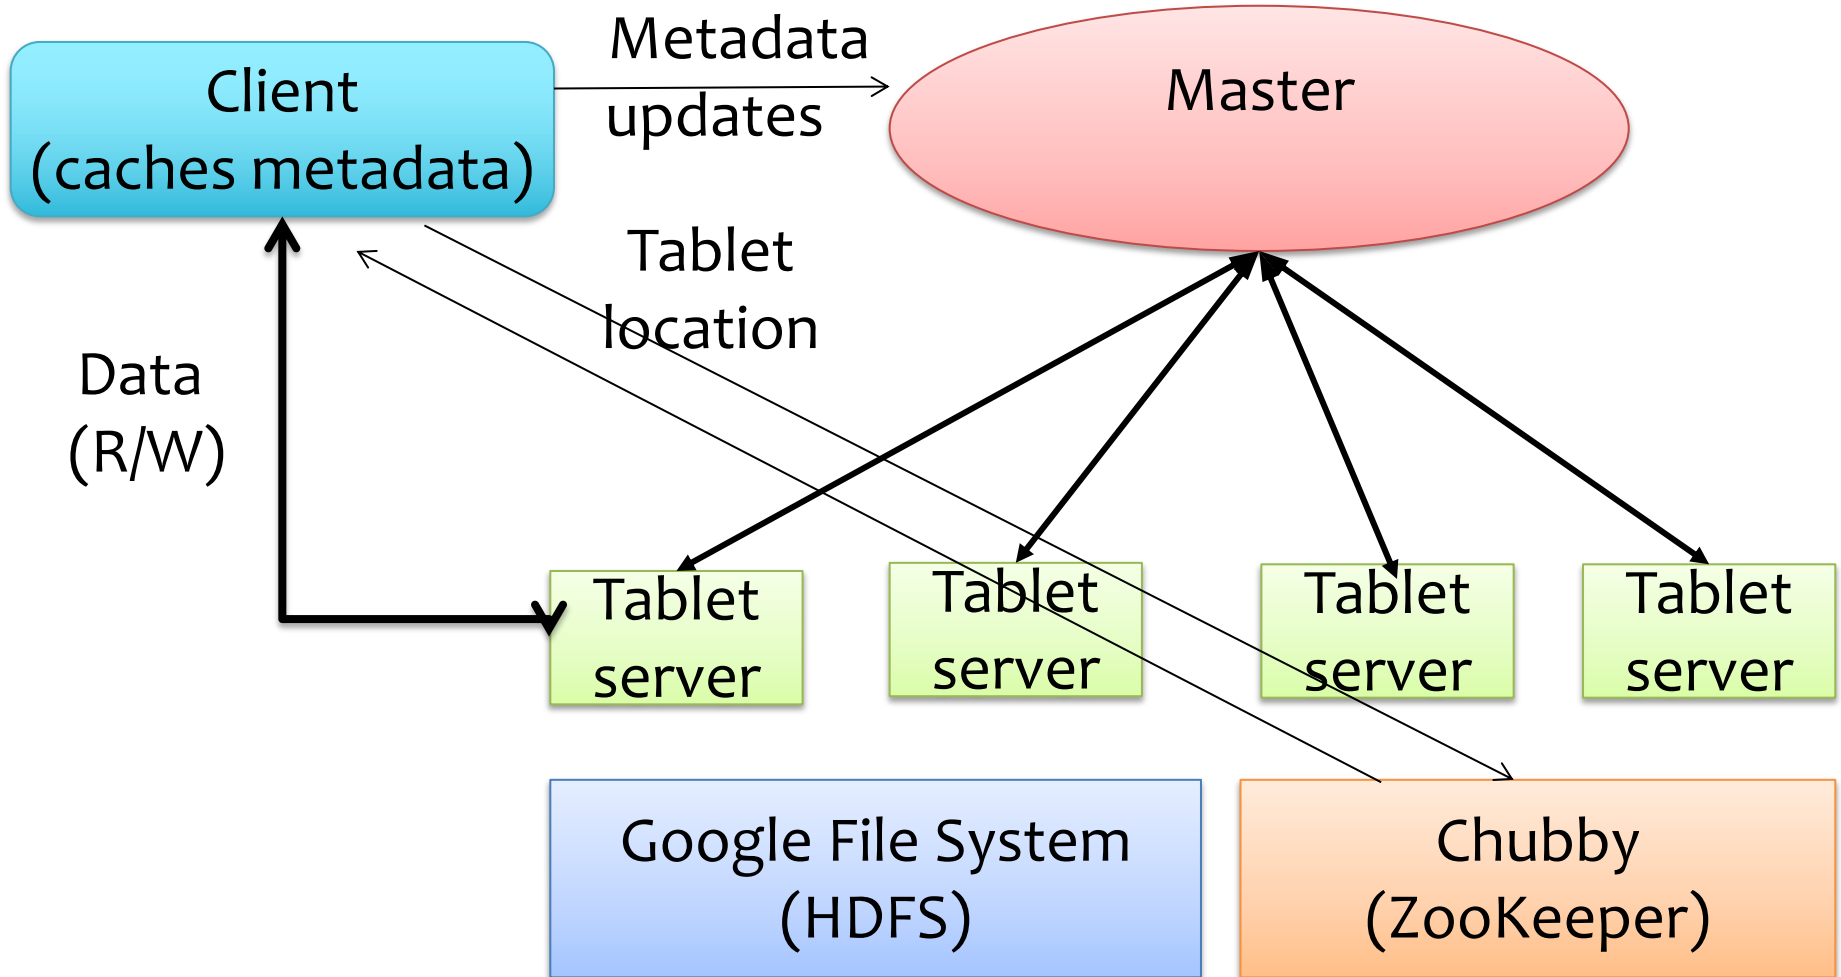 Client
(caches metadata)
Metadata
updates
Master
Tablet
location
Data
(R/W)
Tablet
server
Tablet
server
Tablet
server
Tablet
server
Google File System
(HDFS)
Chubby
(ZooKeeper)